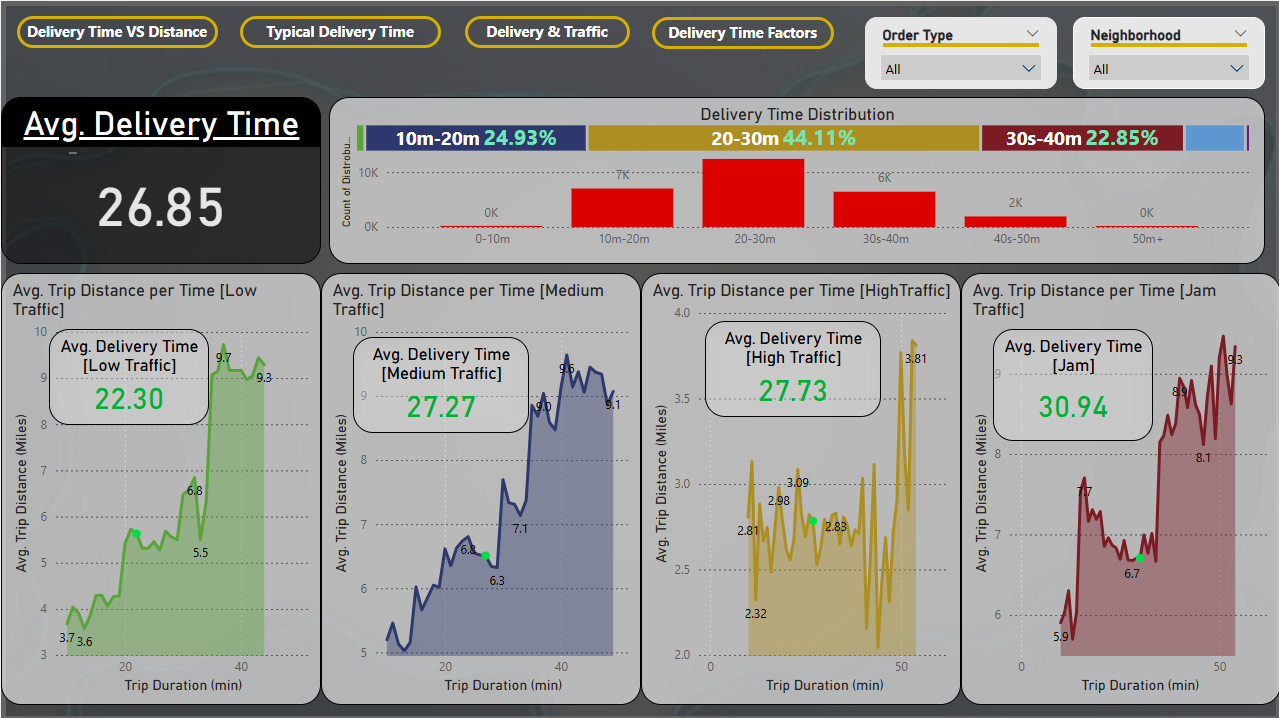 Delivery Time VS Distance
Typical Delivery Time
Delivery & Traffic
Delivery Time Factors
Order Type
All
Neighborhood
All
Avg. Delivery Time
26.85
Delivery Time Distribution
10m-20m 24.93%
20-30m 44.11%
30s-40m 22.85%
Count of Distrobu...
10K
0K
0K
7K
6K
2K
0K
0-10m
10m-20m
20-30m
30s-40m
40s-50m
50m+
Avg. Trip Distance per Time [Low
Traffic]
Avg. Delivery Time
[Low Traffic]
22.30
Avg. Trip Distance (Miles)
10
9
8
7
6
5
4
3
3.7
3.6
6.8
5.5
9.7
9.3
20
40
Trip Duration (min)
Avg. Trip Distance per Time [Medium
Traffic]
Avg. Delivery Time
[Medium Traffic]
27.27
Avg. Trip Distance (Miles)
10
9
8
7
6
5
6.8
6.3
7.1
9.0
9.6
9.1
20
40
Trip Duration (min)
Avg. Trip Distance per Time [HighTraffic]
Avg. Delivery Time
[High Traffic]
27.73
Avg. Trip Distance (Miles)
4.0
3.5
3.0
2.5
2.0
2.81
2.32
2.98
3.09
2.83
3.81
0
50
Trip Duration (min)
Avg. Trip Distance per Time [Jam
Traffic]
Avg. Delivery Time
[Jam]
30.94
Avg. Trip Distance (Miles)
9
8
7
6
5.9
7.7
6.7
8.9
8.1
9.3
0
50
Trip Duration (min)